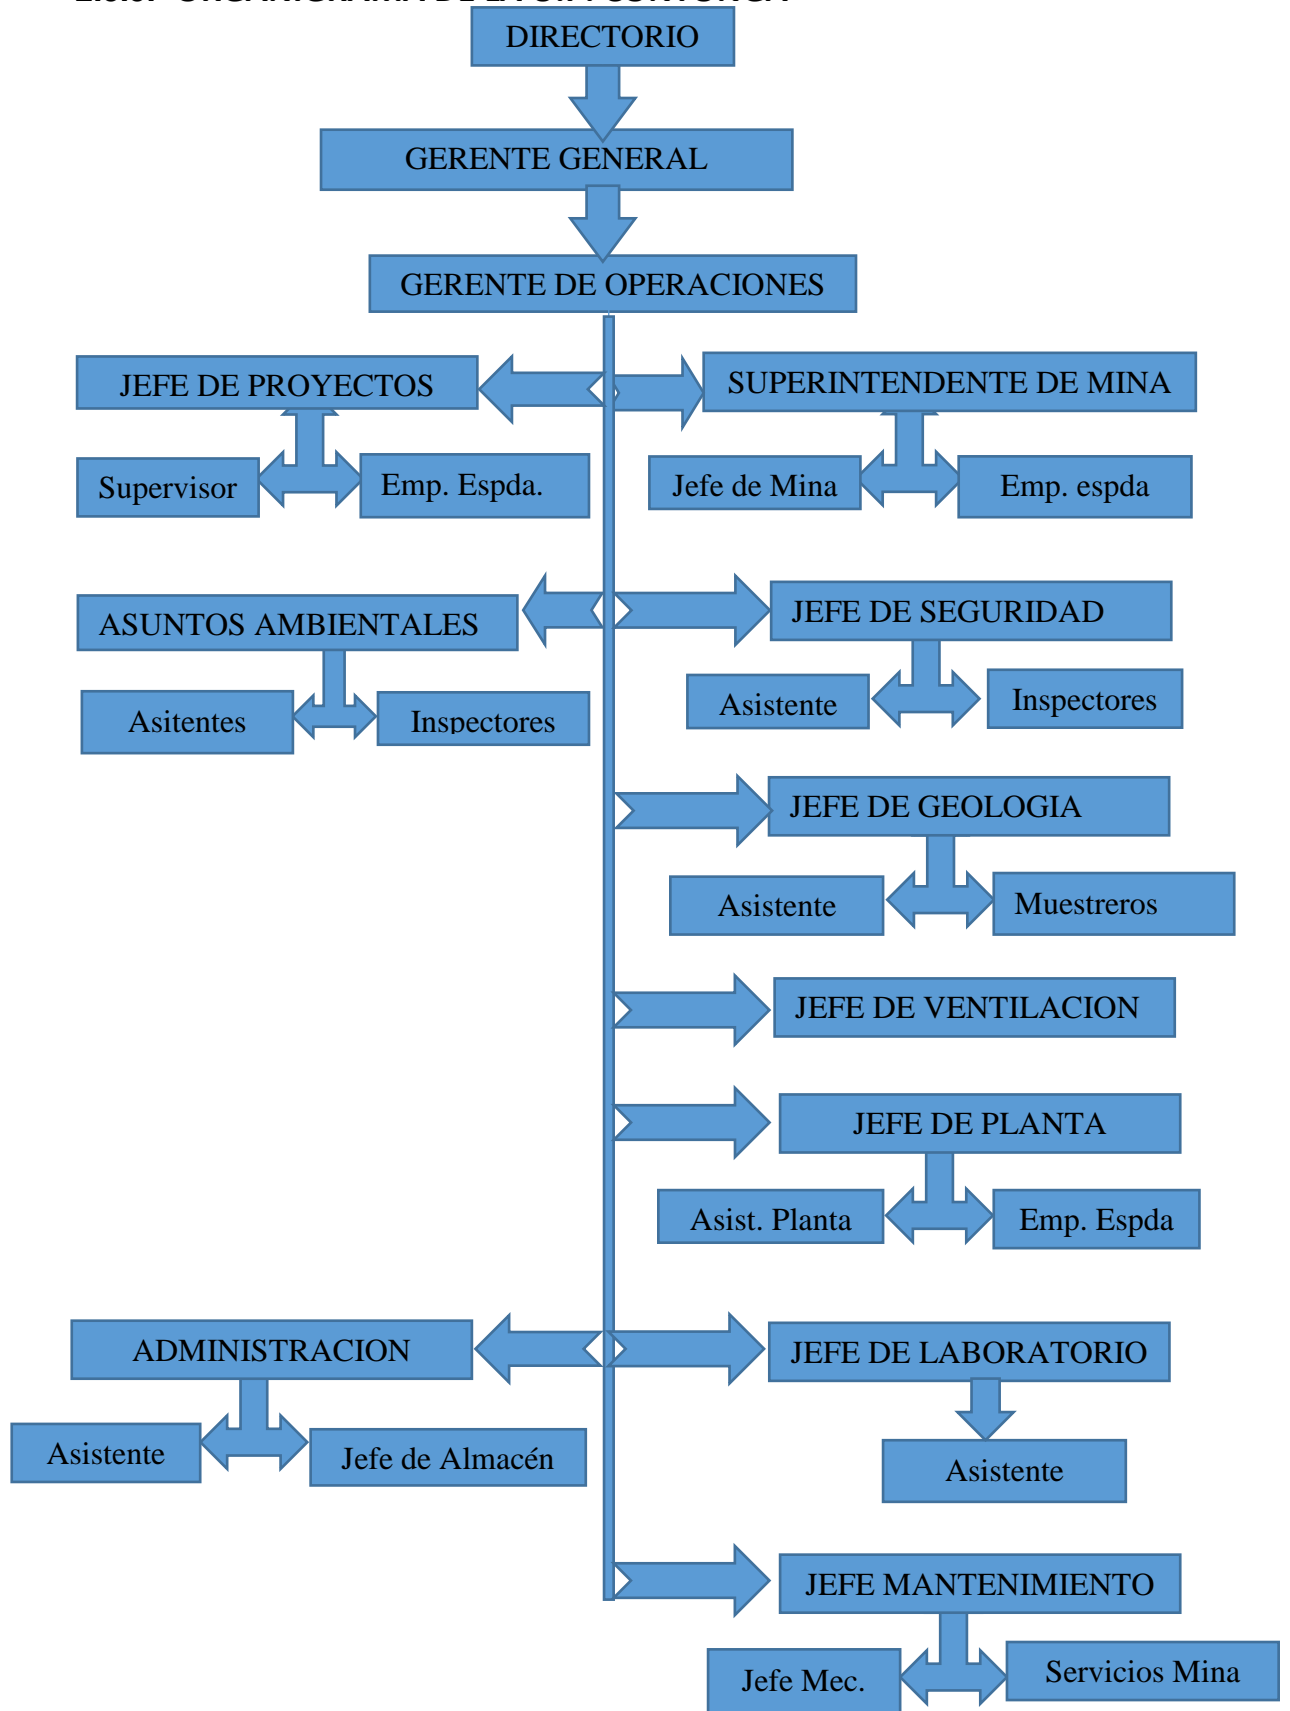 DIRECTORIO
GERENTE GENERAL
GERENTE DE OPERACIONES
JEFE DE PROYECTOS
SUPERINTENDENTE DE MINA
Supervisor
Emp. Espda.
Jefe de Mina
Emp. espda
ASUNTOS AMBIENTALES
JEFE DE SEGURIDAD
Asitentes
Inspectores
Asistente
Inspectores
JEFE DE GEOLOGIA
Asistente
Muestreros
JEFE DE VENTILACION
JEFE DE PLANTA
Asist. Planta
Emp. Espda
ADMINISTRACION
JEFE DE LABORATORIO
Asistente
Jefe de Almacén
Asistente
JEFE MANTENIMIENTO
Jefe Mec.
Servicios Mina